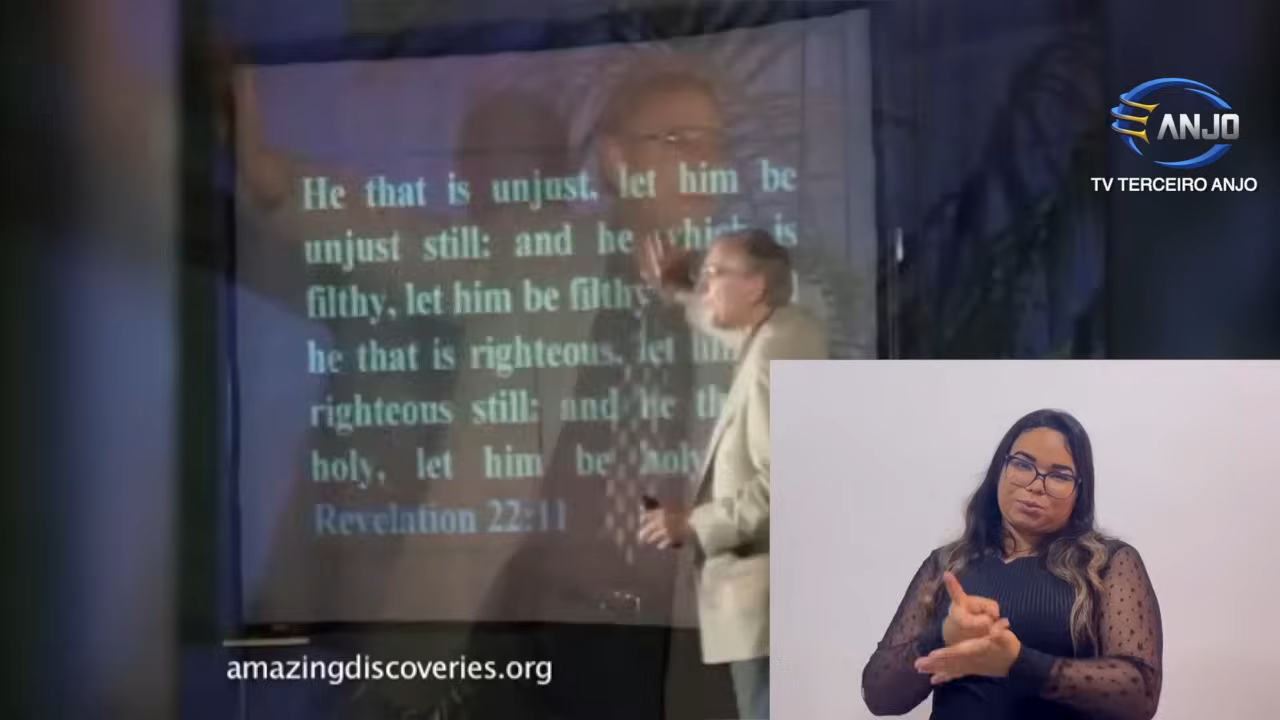 He that is unjust, let him be
unjust still: and he which is
filthy, let him be filthy
he that is righteous, let him
righteous still: and he
holy, let him be holy
Revelation 22:11
amazingdiscoveries.org
ANJO
TV TERCEIRO ANJO